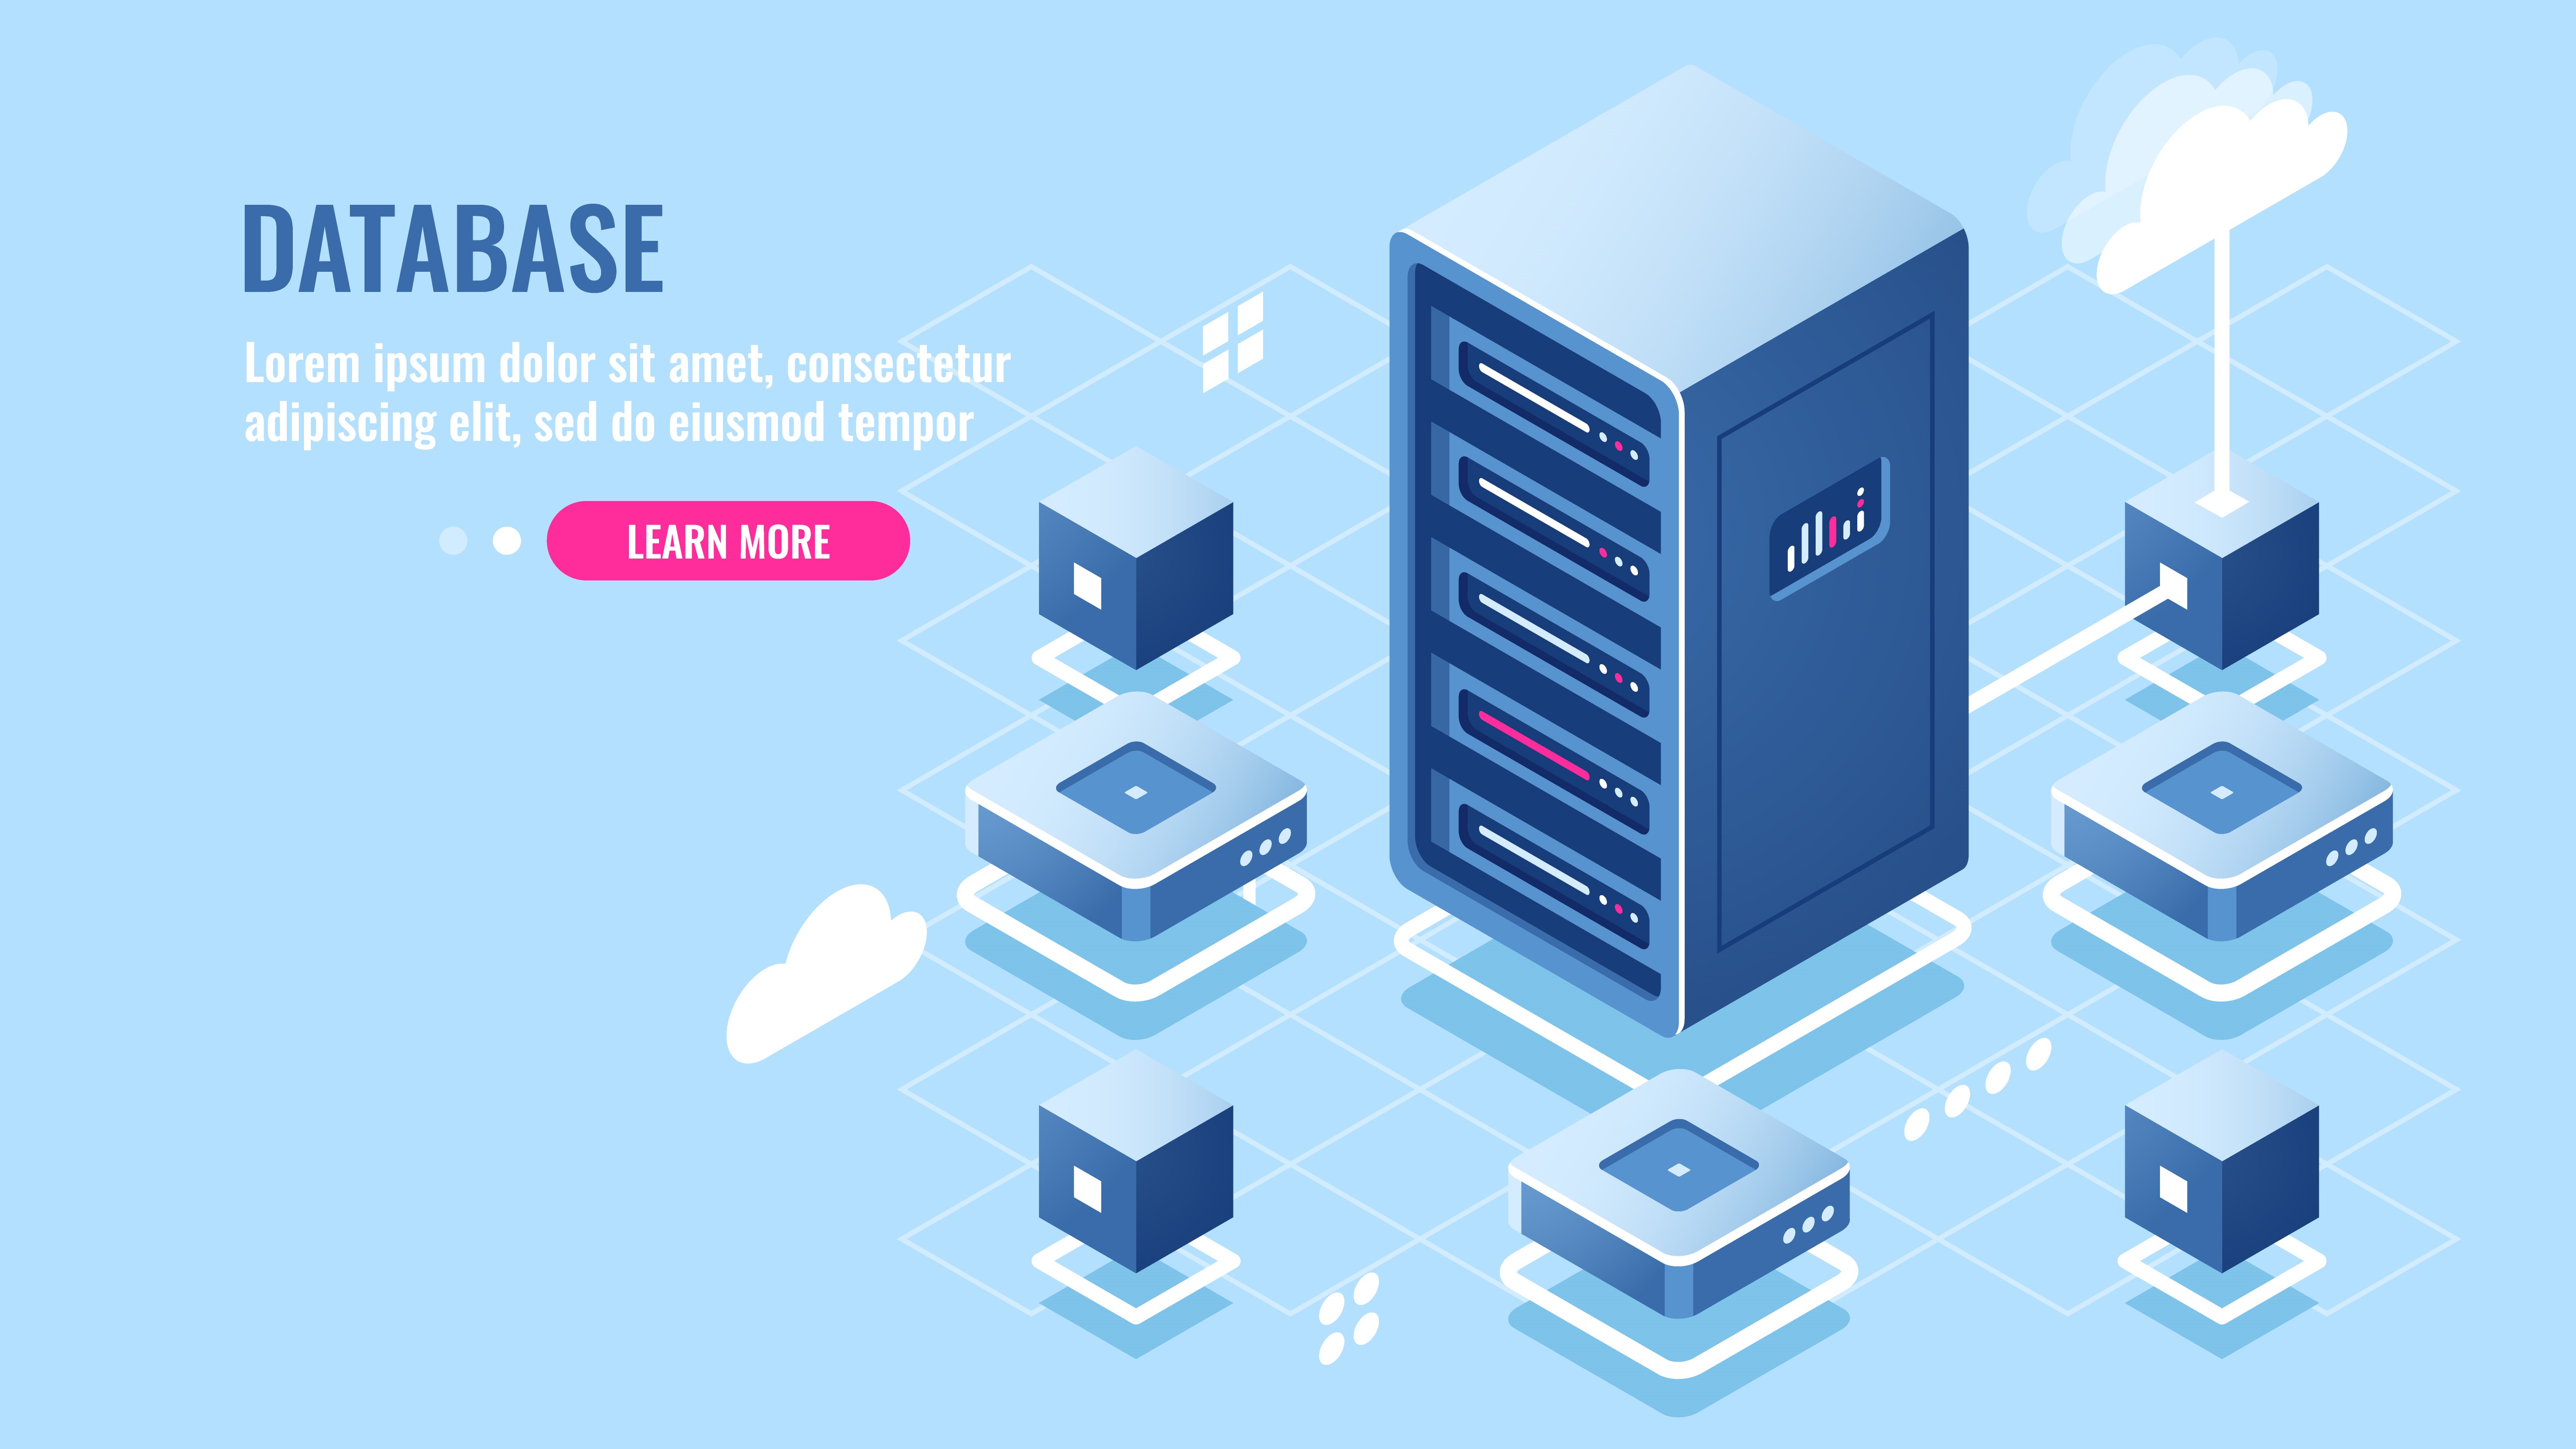 DATABASE
Lorem ipsum dolor sit amet, consectetur
adipiscing elit, sed do eiusmod tempor
LEARN MORE